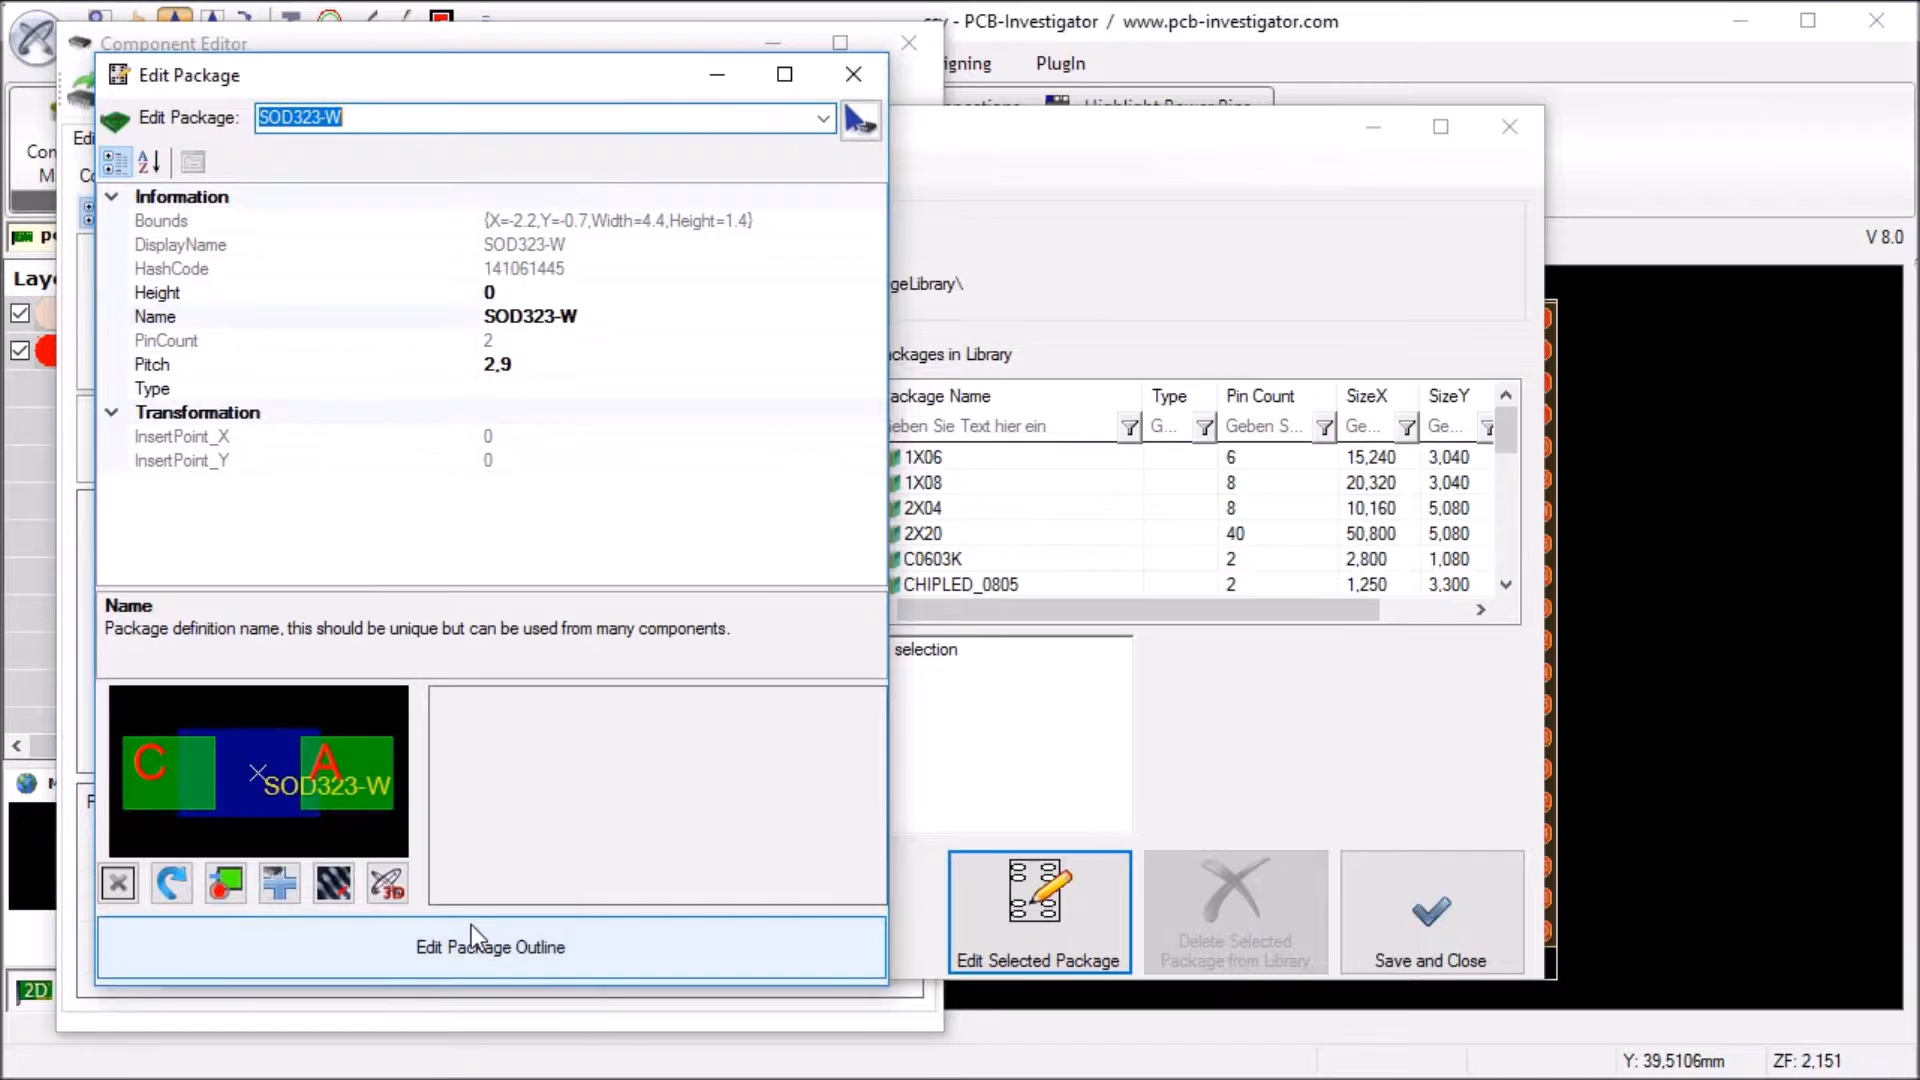 - PCB-Investigator / www.pcb-investigator.com
Component Editor
igning
PlugIn
Edit Package
Edit Package: SOD323-W
Edi
Information
Bounds {X=-2.2,Y=-0.7,Width=4.4,Height=1.4}
DisplayName SOD323-W
HashCode 141061445
Height 0
Name SOD323-W
PinCount 2
Pitch 2,9
Type
Transformation
InsertPoint_X 0
InsertPoint_Y 0
Name
Package definition name, this should be unique but can be used from many components.
C
A
SOD323-W
3D
Edit Package Outline
V 8.0
Lay
geLibrary\
ackages in Library
ackage Name Type Pin Count SizeX SizeY
eben Sie Text hier ein G... Geben S... Ge... Ge...
1X06 6 15,240 3,040
1X08 8 20,320 3,040
2X04 8 10,160 5,080
2X20 40 50,800 5,080
C0603K 2 2,800 1,080
CHIPLED_0805 2 1,250 3,300
selection
Edit Selected Package
Delete Selected
Package from Library
Save and Close
2D
Y: 39,5106mm
ZF: 2,151